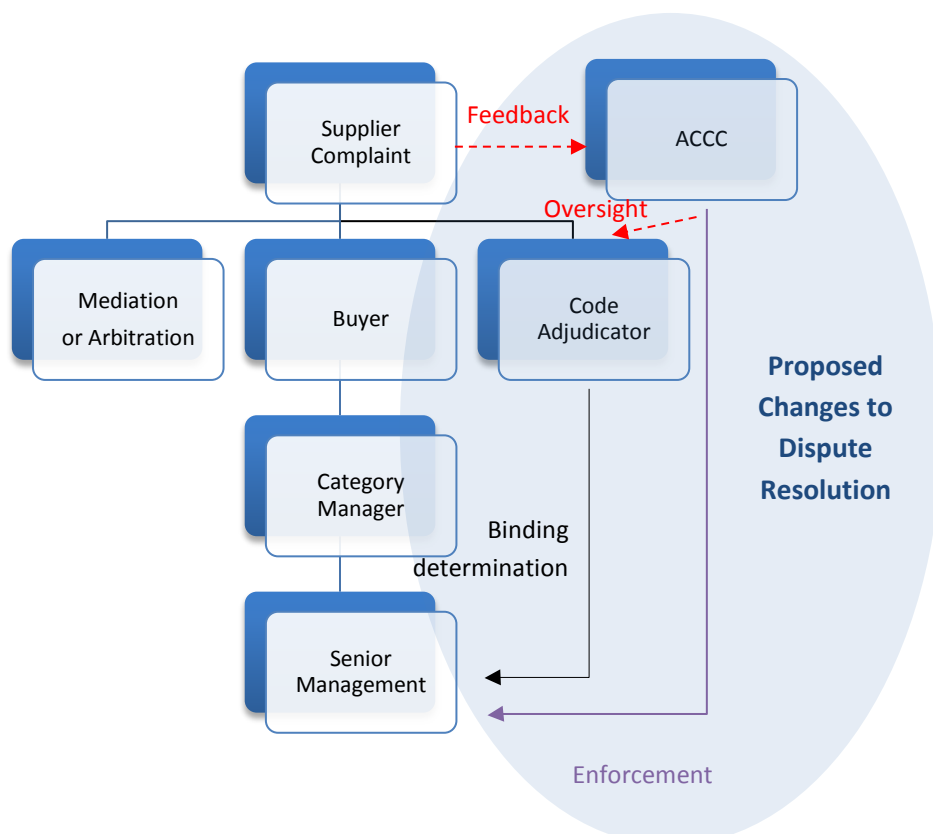 Supplier
Complaint
Feedback
ACCC
Oversight
Mediation
or Arbitration
Buyer
Code
Adjudicator
Proposed
Changes to
Dispute
Resolution
Category
Manager
Binding
determination
Senior
Management
Enforcement